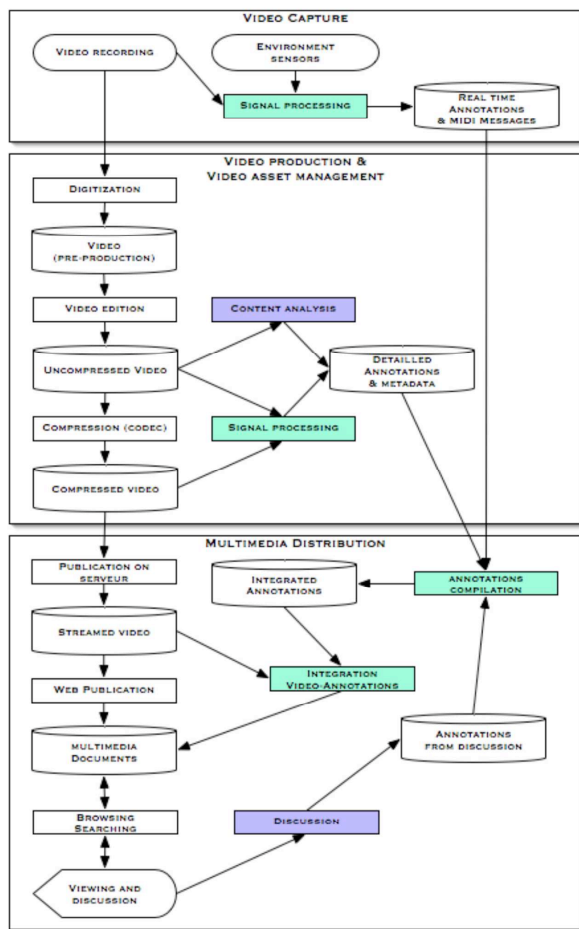 Video Capture
Video recording
Environment
sensors
Signal processing
Real time
Annotations
& MIDI Messages
Video production &
Video asset management
Digitization
Video
(pre-production)
Video edition
Content analysis
Uncompressed Video
Detailled
Annotations
& metadata
Compression (codec)
Signal processing
Compressed video
Multimedia Distribution
Publication on
serveur
Integrated
Annotations
annotations
compilation
Streamed video
Integration
Video-Annotations
Web Publication
multimedia
Documents
Annotations
from discussion
Browsing
Searching
Discussion
Viewing and
discussion